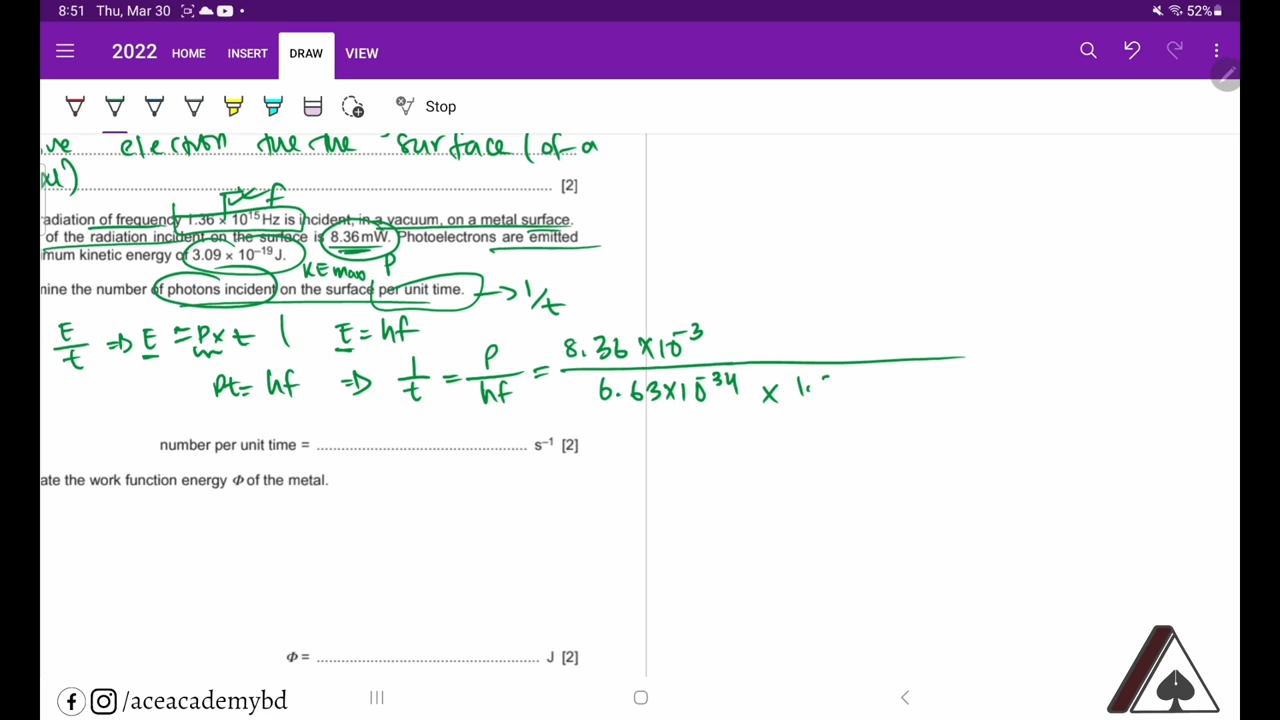 8:51 Thu, Mar 30
52%
2022 HOME INSERT DRAW VIEW
Stop
electron the the surface (of a
[2]
f
adiation of frequency 1.36 × 10¹⁵ Hz is incident, in a vacuum, on a metal surface.
of the radiation incident on the surface is 8.36 mW. Photoelectrons are emitted
mum kinetic energy of 3.09 × 10⁻¹⁹ J.
KE max P
nine the number of photons incident on the surface per unit time. → 1/t
E/t ⇒ E = P× t | E = hf
Pt = hf ⇒ 1/t = P/hf = 8.36 ×10⁻³ / 6.63×10⁻³⁴ × 1.
number per unit time = ............................................................ s⁻¹ [2]
ate the work function energy Φ of the metal.
Φ = ............................................................ J [2]
/aceacademybd